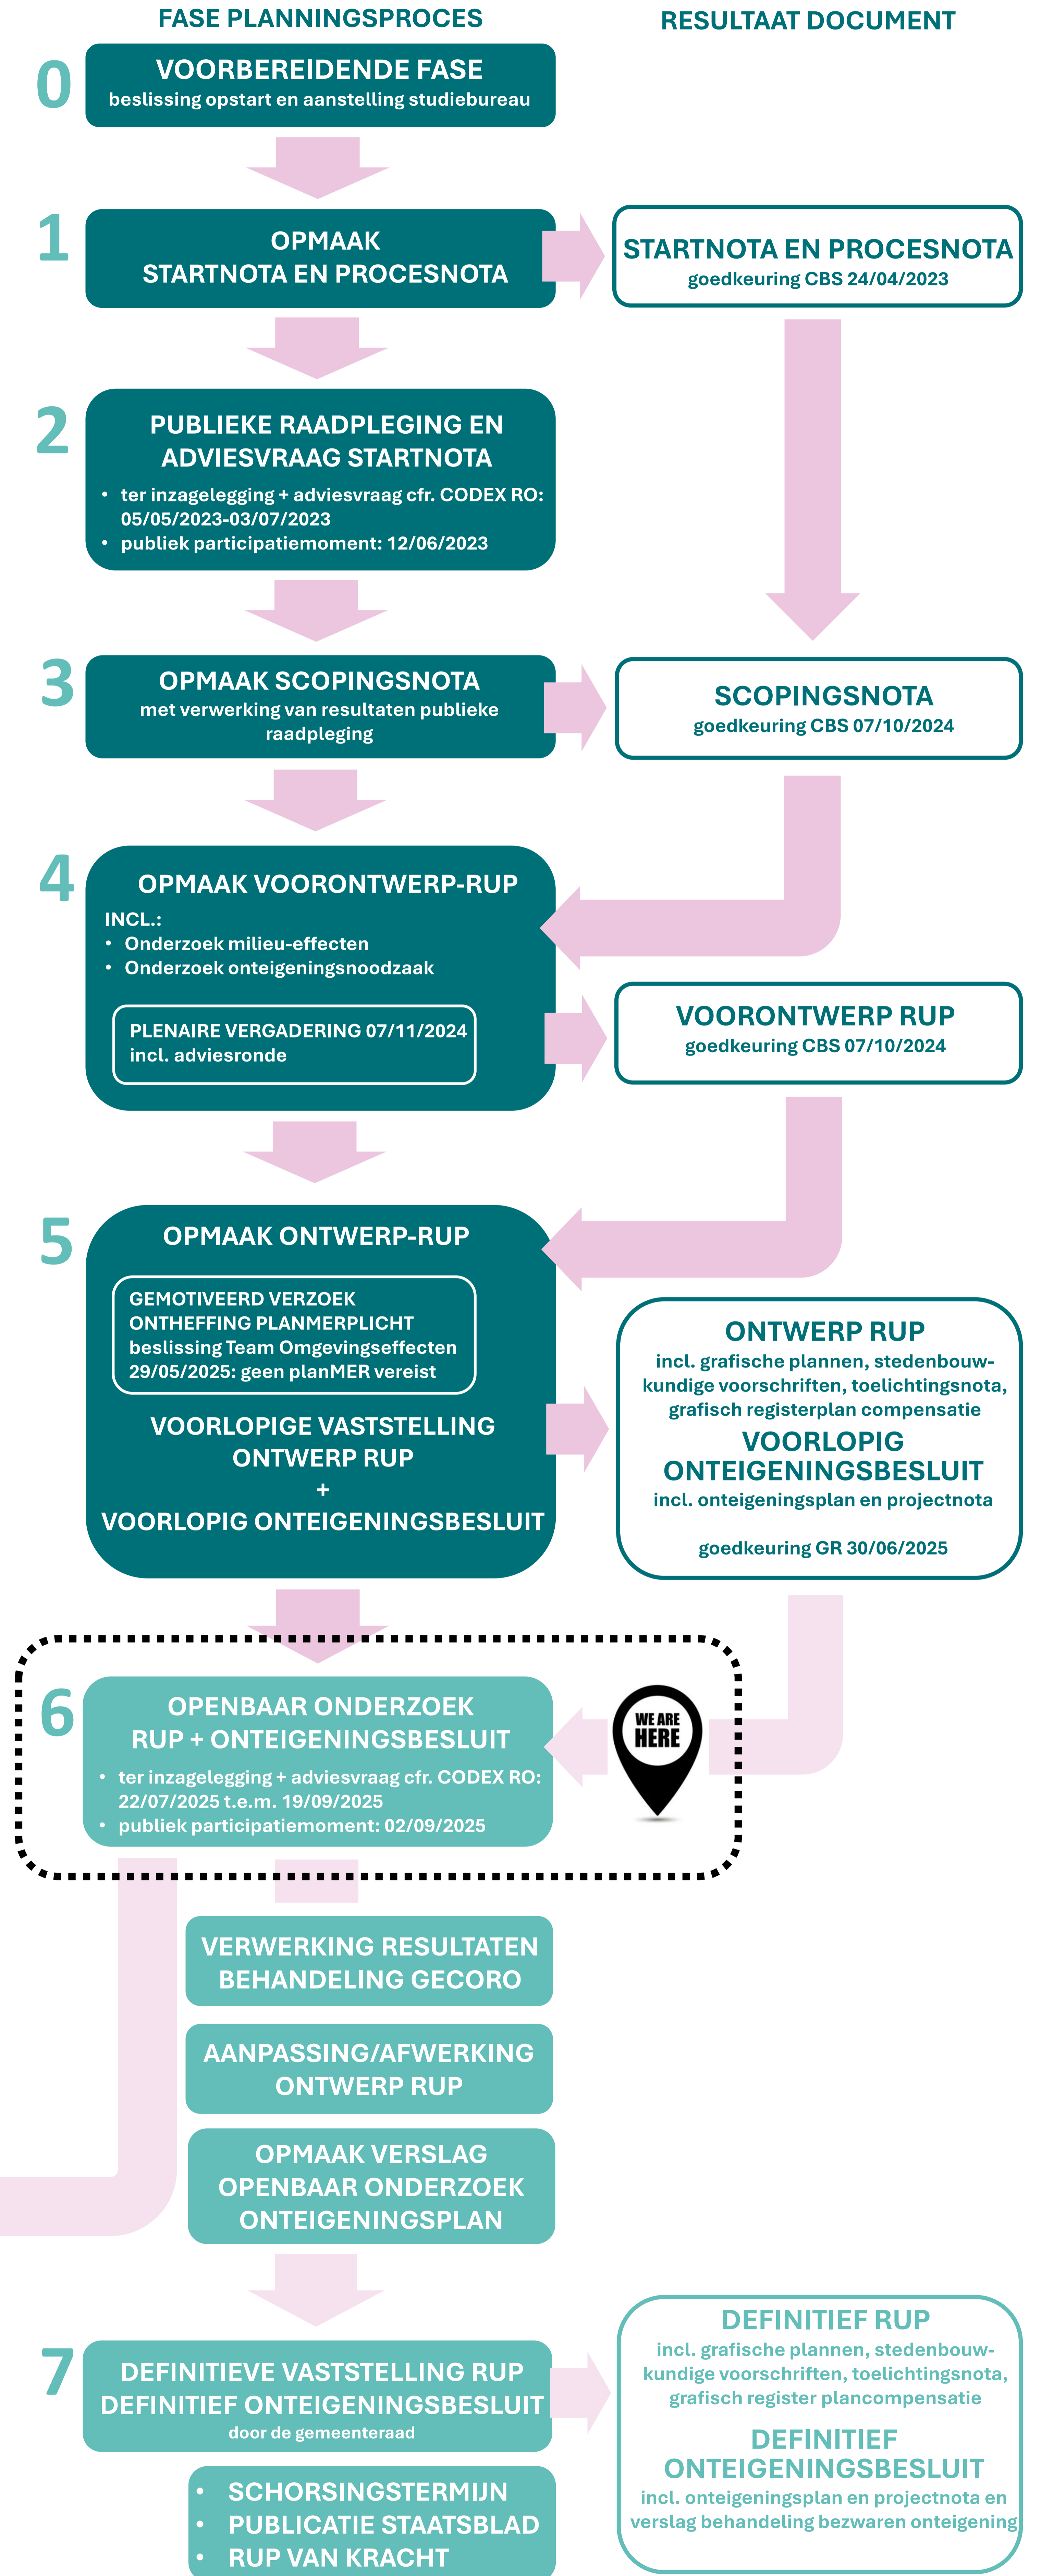 FASE PLANNINGSPROCES
RESULTAAT DOCUMENT
0
VOORBEREIDENDE FASE
beslissing opstart en aanstelling studiebureau
1
OPMAAK
STARTNOTA EN PROCESNOTA
STARTNOTA EN PROCESNOTA
goedkeuring CBS 24/04/2023
2
PUBLIEKE RAADPLEGING EN
ADVIESVRAAG STARTNOTA
• ter inzagelegging + adviesvraag cfr. CODEX RO:
05/05/2023-03/07/2023
• publiek participatiemoment: 12/06/2023
3
OPMAAK SCOPINGSNOTA
met verwerking van resultaten publieke
raadpleging
SCOPINGSNOTA
goedkeuring CBS 07/10/2024
4
OPMAAK VOORONTWERP-RUP
INCL.:
• Onderzoek milieu-effecten
• Onderzoek onteigeningsnoodzaak
PLENAIRE VERGADERING 07/11/2024
incl. adviesronde
VOORONTWERP RUP
goedkeuring CBS 07/10/2024
5
OPMAAK ONTWERP-RUP
GEMOTIVEERD VERZOEK
ONTHEFFING PLANMERPLICHT
beslissing Team Omgevingseffecten
29/05/2025: geen planMER vereist
VOORLOPIGE VASTSTELLING
ONTWERP RUP
+
VOORLOPIG ONTEIGENINGSBESLUIT
ONTWERP RUP
incl. grafische plannen, stedenbouw-
kundige voorschriften, toelichtingsnota,
grafisch registerplan compensatie
VOORLOPIG
ONTEIGENINGSBESLUIT
incl. onteigeningsplan en projectnota
goedkeuring GR 30/06/2025
6
OPENBAAR ONDERZOEK
RUP + ONTEIGENINGSBESLUIT
• ter inzagelegging + adviesvraag cfr. CODEX RO:
22/07/2025 t.e.m. 19/09/2025
• publiek participatiemoment: 02/09/2025
WE ARE
HERE
VERWERKING RESULTATEN
BEHANDELING GECORO
AANPASSING/AFWERKING
ONTWERP RUP
OPMAAK VERSLAG
OPENBAAR ONDERZOEK
ONTEIGENINGSPLAN
7
DEFINITIEVE VASTSTELLING RUP
DEFINITIEF ONTEIGENINGSBESLUIT
door de gemeenteraad
• SCHORSINGSTERMIJN
• PUBLICATIE STAATSBLAD
• RUP VAN KRACHT
DEFINITIEF RUP
incl. grafische plannen, stedenbouw-
kundige voorschriften, toelichtingsnota,
grafisch register plancompensatie
DEFINITIEF
ONTEIGENINGSBESLUIT
incl. onteigeningsplan en projectnota en
verslag behandeling bezwaren onteigening